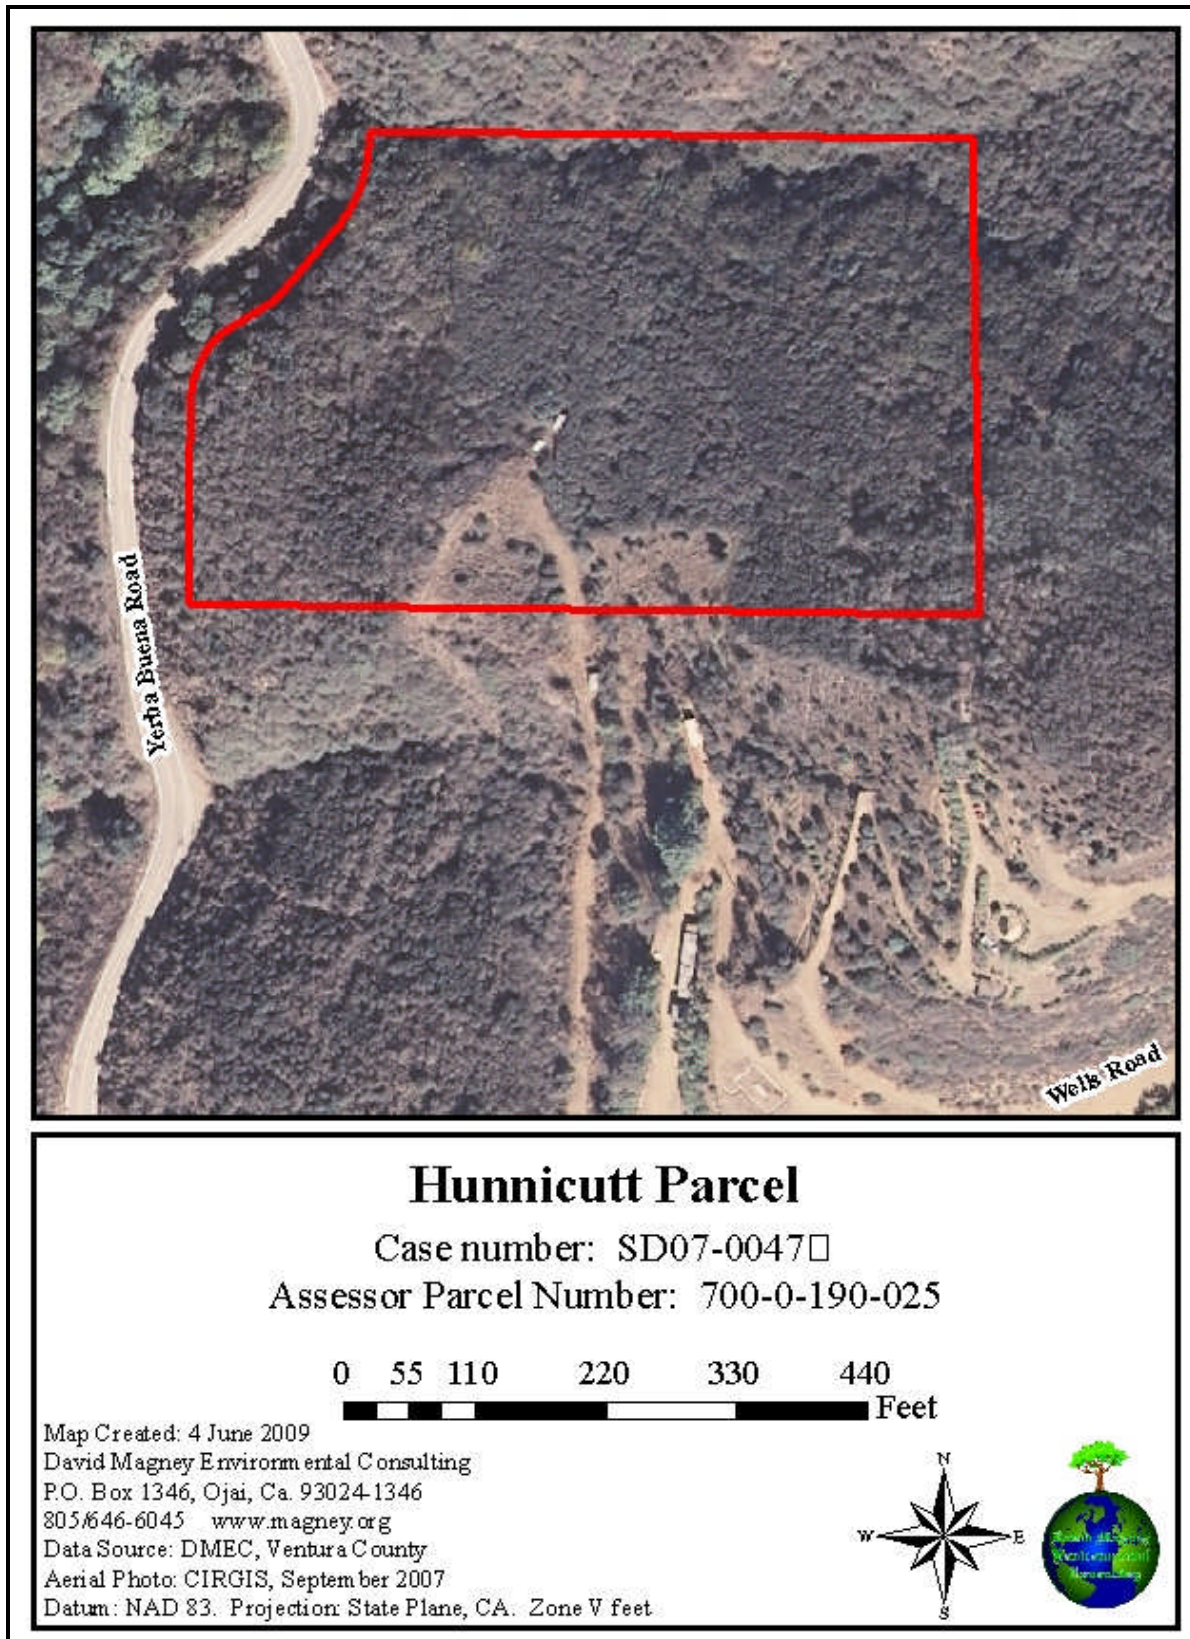 Yerba Buena Road
Wells Road
Hunnicutt Parcel
Case number: SD07-0047□
Assessor Parcel Number: 700-0-190-025
0 55 110 220 330 440
Feet
Map Created: 4 June 2009
David Magney Environmental Consulting
P.O. Box 1346, Ojai, Ca. 93024-1346
805/646-6045 www.magney.org
Data Source: DMEC, Ventura County
Aerial Photo: CIRGIS, September 2007
Datum: NAD 83. Projection: State Plane, CA. Zone V feet
N
W E
S